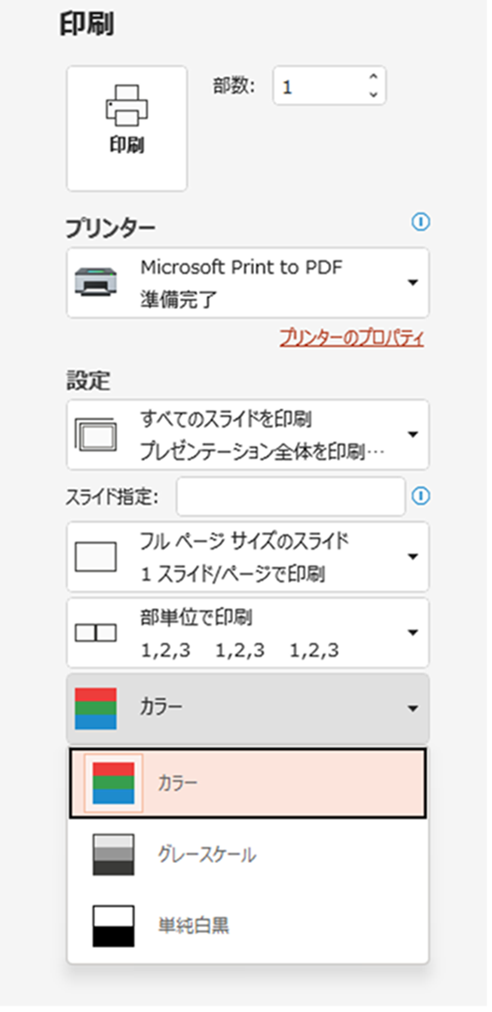 印刷
部数: 1
印刷
プリンター
Microsoft Print to PDF
準備完了
プリンターのプロパティ
設定
すべてのスライドを印刷
プレゼンテーション全体を印刷…
スライド指定:
フル ページ サイズのスライド
1 スライド/ページで印刷
部単位で印刷
1,2,3 1,2,3 1,2,3
カラー
カラー
グレースケール
単純白黒